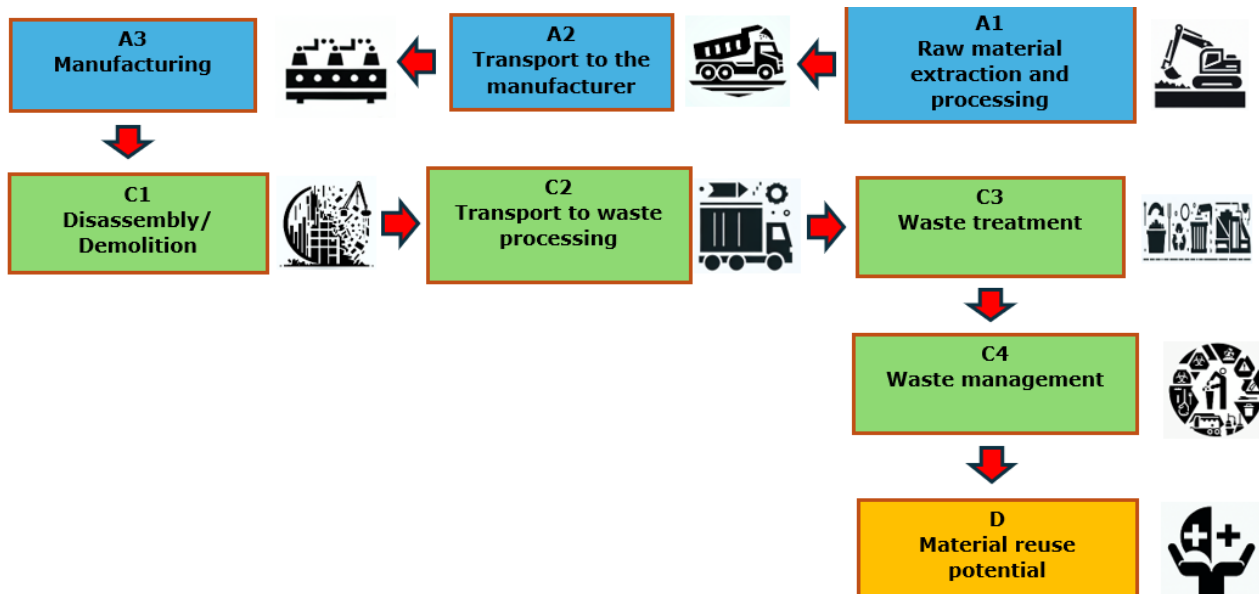 A3
Manufacturing
A2
Transport to the
manufacturer
A1
Raw material
extraction and
processing
C1
Disassembly/
Demolition
C2
Transport to waste
processing
C3
Waste treatment
C4
Waste management
D
Material reuse
potential